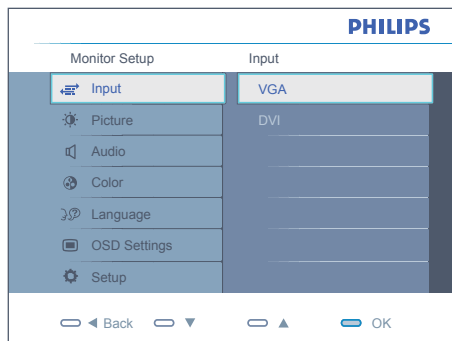 PHILIPS
Monitor Setup Input
Input VGA
Picture DVI
Audio
Color
Language
OSD Settings
Setup
Back OK